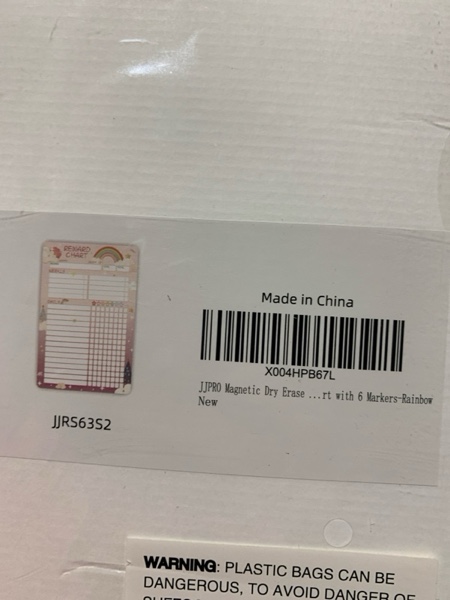 REWARD
CHART
JJRS63S2
Made in China
X004HPB67L
JJPRO Magnetic Dry Erase ...rt with 6 Markers-Rainbow
New
WARNING: PLASTIC BAGS CAN BE
DANGEROUS, TO AVOID DANGER OF